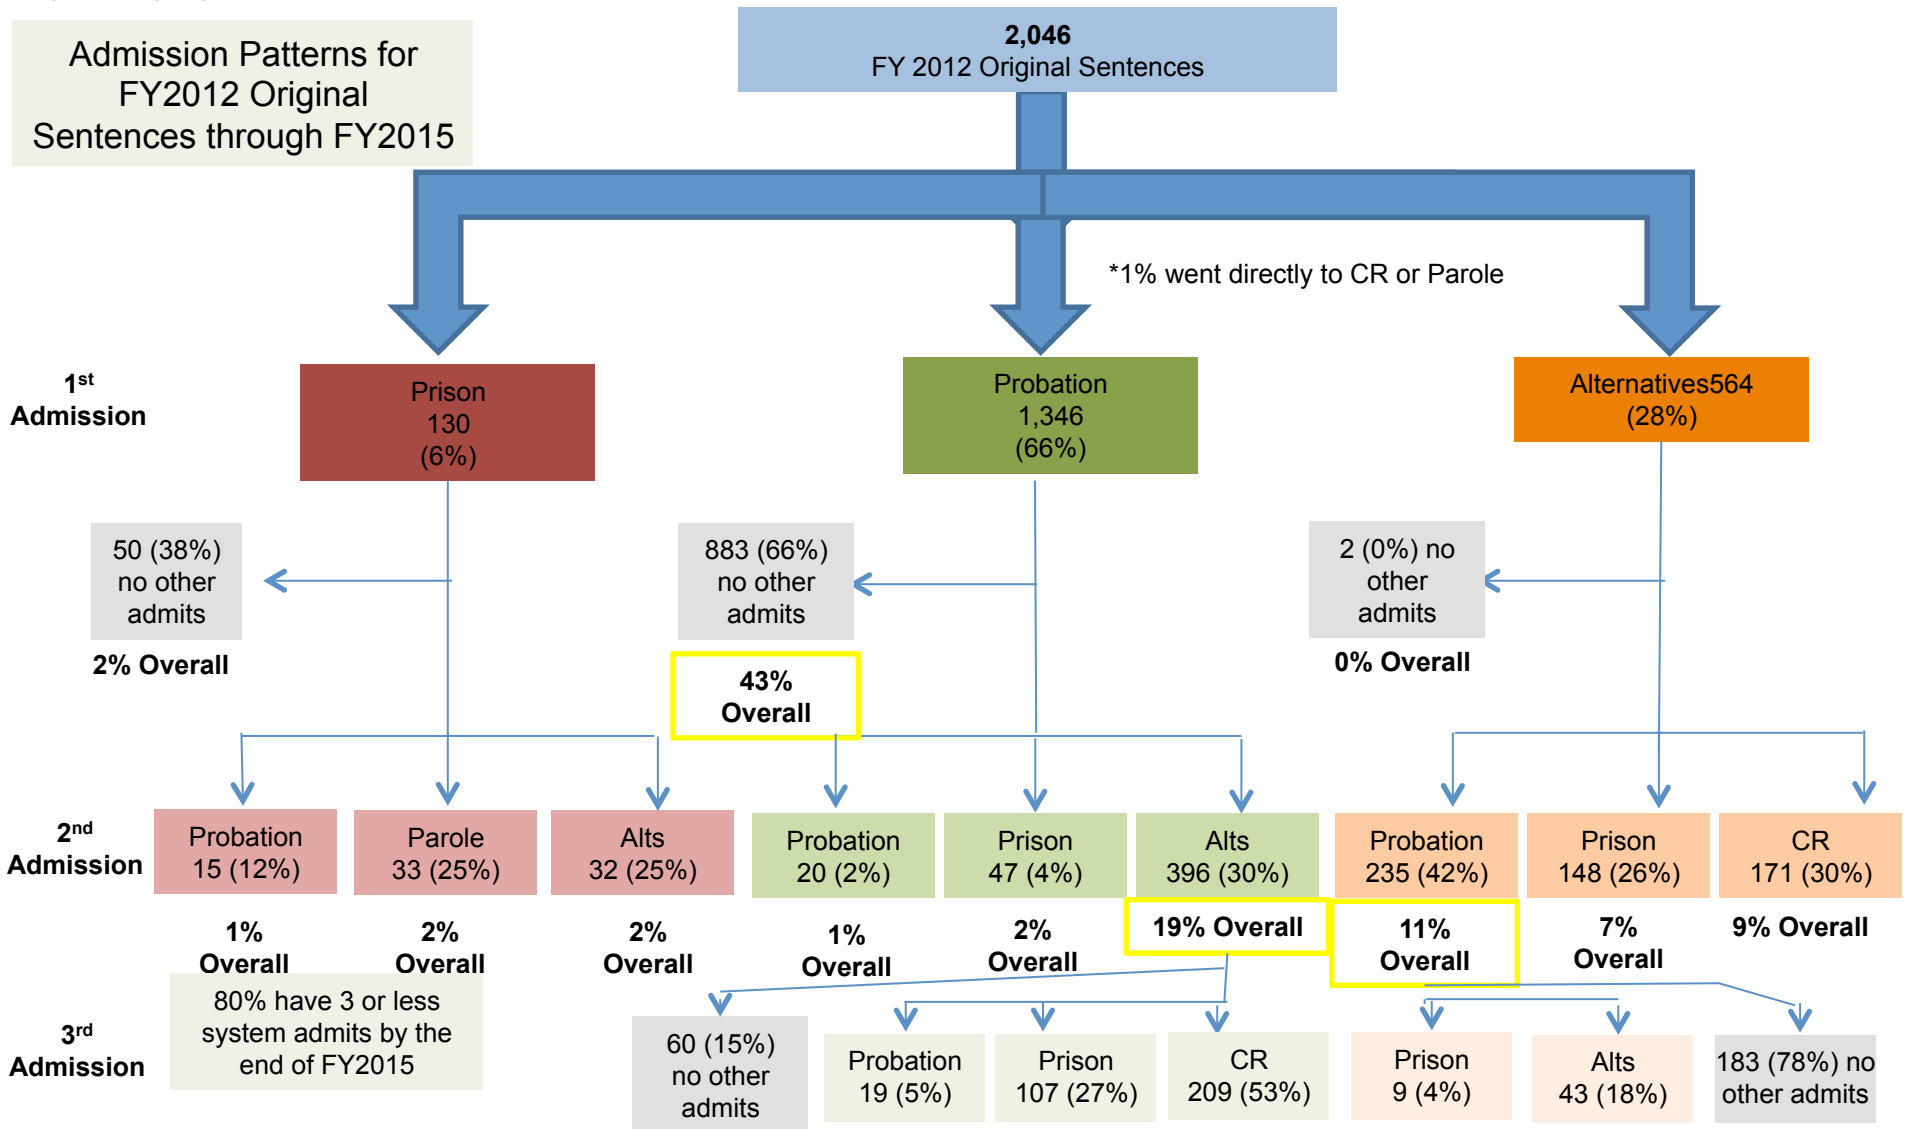 Admission Patterns for
FY2012 Original
Sentences through FY2015
2,046
FY 2012 Original Sentences
*1% went directly to CR or Parole
1st
Admission
Prison
130
(6%)
Probation
1,346
(66%)
Alternatives564
(28%)
50 (38%)
no other
admits
2% Overall
883 (66%)
no other
admits
43%
Overall
2 (0%) no
other
admits
0% Overall
2nd
Admission
Probation
15 (12%)
Parole
33 (25%)
Alts
32 (25%)
Probation
20 (2%)
Prison
47 (4%)
Alts
396 (30%)
Probation
235 (42%)
Prison
148 (26%)
CR
171 (30%)
1%
Overall
2%
Overall
2%
Overall
1%
Overall
2%
Overall
19% Overall
11%
Overall
7%
Overall
9% Overall
3rd
Admission
80% have 3 or less
system admits by the
end of FY2015
60 (15%)
no other
admits
Probation
19 (5%)
Prison
107 (27%)
CR
209 (53%)
Prison
9 (4%)
Alts
43 (18%)
183 (78%) no
other admits